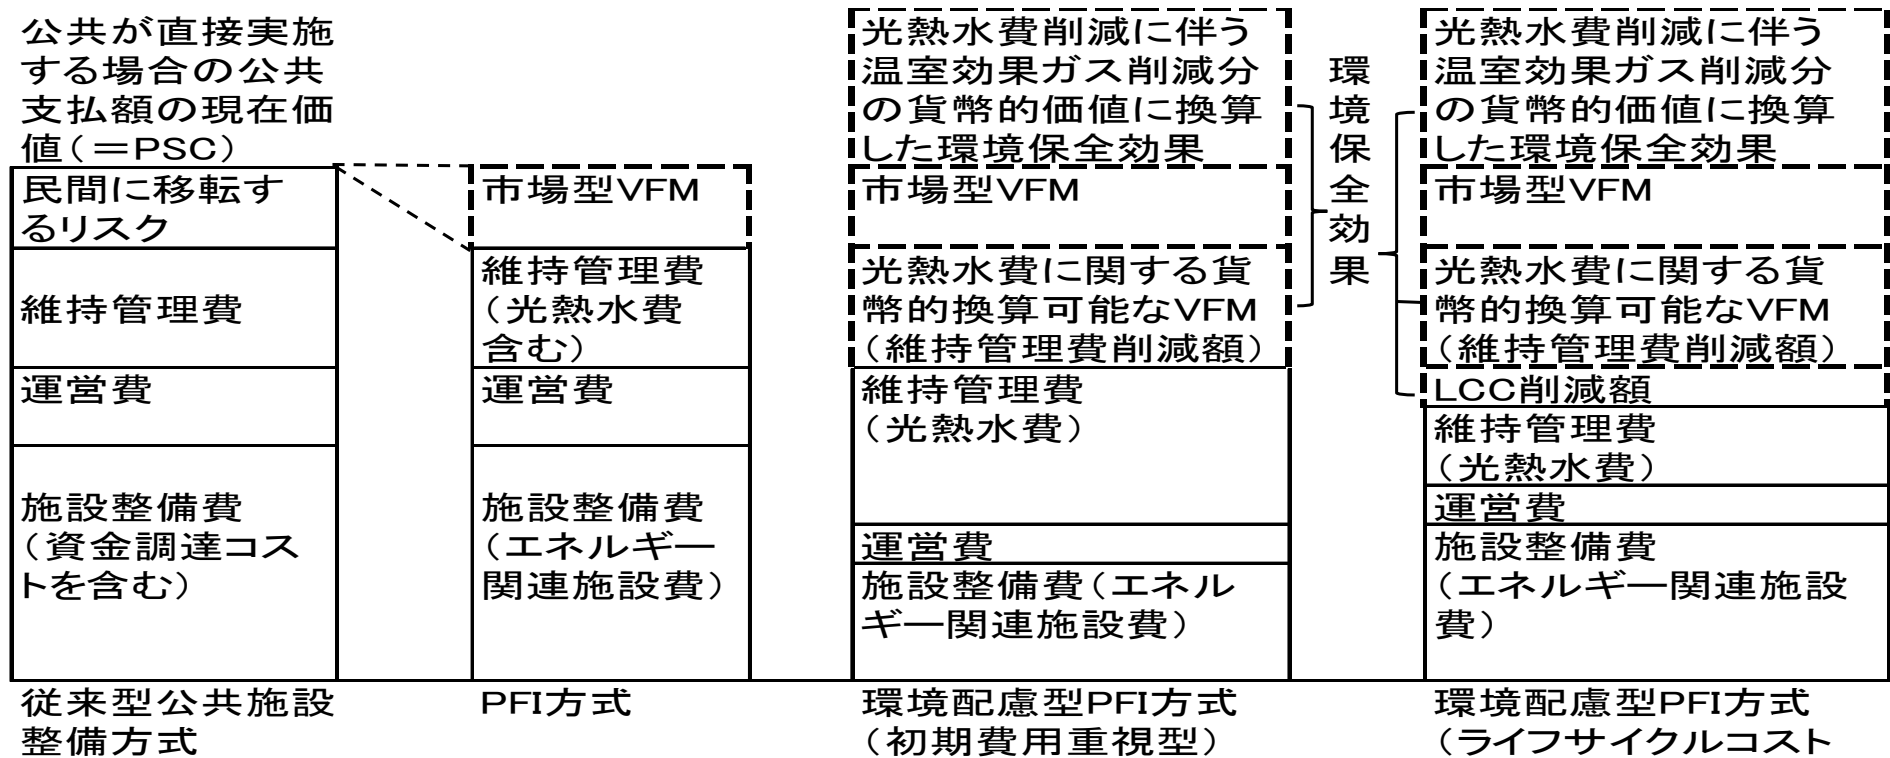 公共が直接実施
する場合の公共
支払額の現在価
値(=PSC)
民間に移転す
るリスク
維持管理費
運営費
施設整備費
(資金調達コス
トを含む)
従来型公共施設
整備方式
市場型VFM
維持管理費
(光熱水費
含む)
運営費
施設整備費
(エネルギー
関連施設費)
PFI方式
光熱水費削減に伴う
温室効果ガス削減分
の貨幣的価値に換算
した環境保全効果
市場型VFM
光熱水費に関する貨
幣的換算可能なVFM
(維持管理費削減額)
維持管理費
(光熱水費)
運営費
施設整備費(エネル
ギー関連施設費)
環境配慮型PFI方式
(初期費用重視型)
環境保全効果
光熱水費削減に伴う
温室効果ガス削減分
の貨幣的価値に換算
した環境保全効果
市場型VFM
光熱水費に関する貨
幣的換算可能なVFM
(維持管理費削減額)
LCC削減額
維持管理費
(光熱水費)
運営費
施設整備費
(エネルギー関連施設
費)
環境配慮型PFI方式
(ライフサイクルコスト